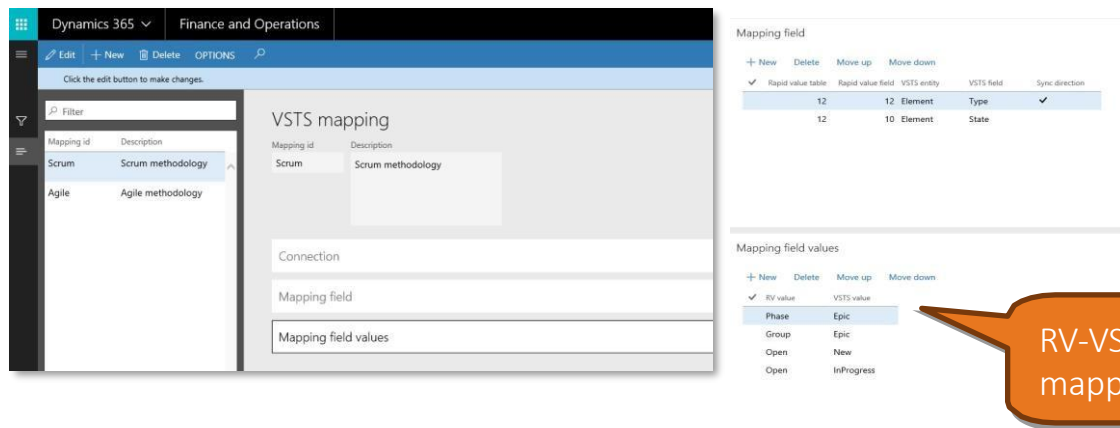 Dynamics 365 Finance and Operations
Edit + New Delete OPTIONS
Click the edit button to make changes.
Filter
Mapping id Description
Scrum Scrum methodology
Agile Agile methodology
VSTS mapping
Mapping id Description
Scrum Scrum methodology
Connection
Mapping field
Mapping field values
Mapping field
+ New Delete Move up Move down
Rapid value table Rapid value field VSTS entity VSTS field Sync direction
12 12 Element Type
12 10 Element State
Mapping field values
+ New Delete Move up Move down
RV value VSTS value
Phase Epic
Group Epic
Open New
Open InProgress
RV-VS
mapp